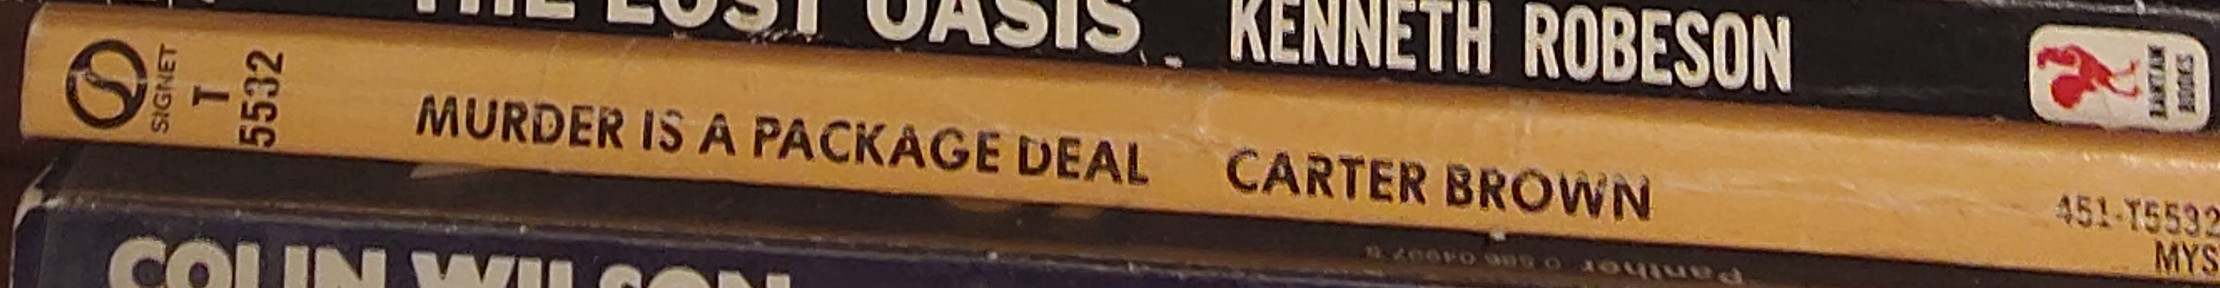 THE LOST OASIS KENNETH ROBESON
BANTAM
BOOKS
SIGNET
T
5532
MURDER IS A PACKAGE DEAL CARTER BROWN
451-T5532
MYS
COLIN WILSON
Panther